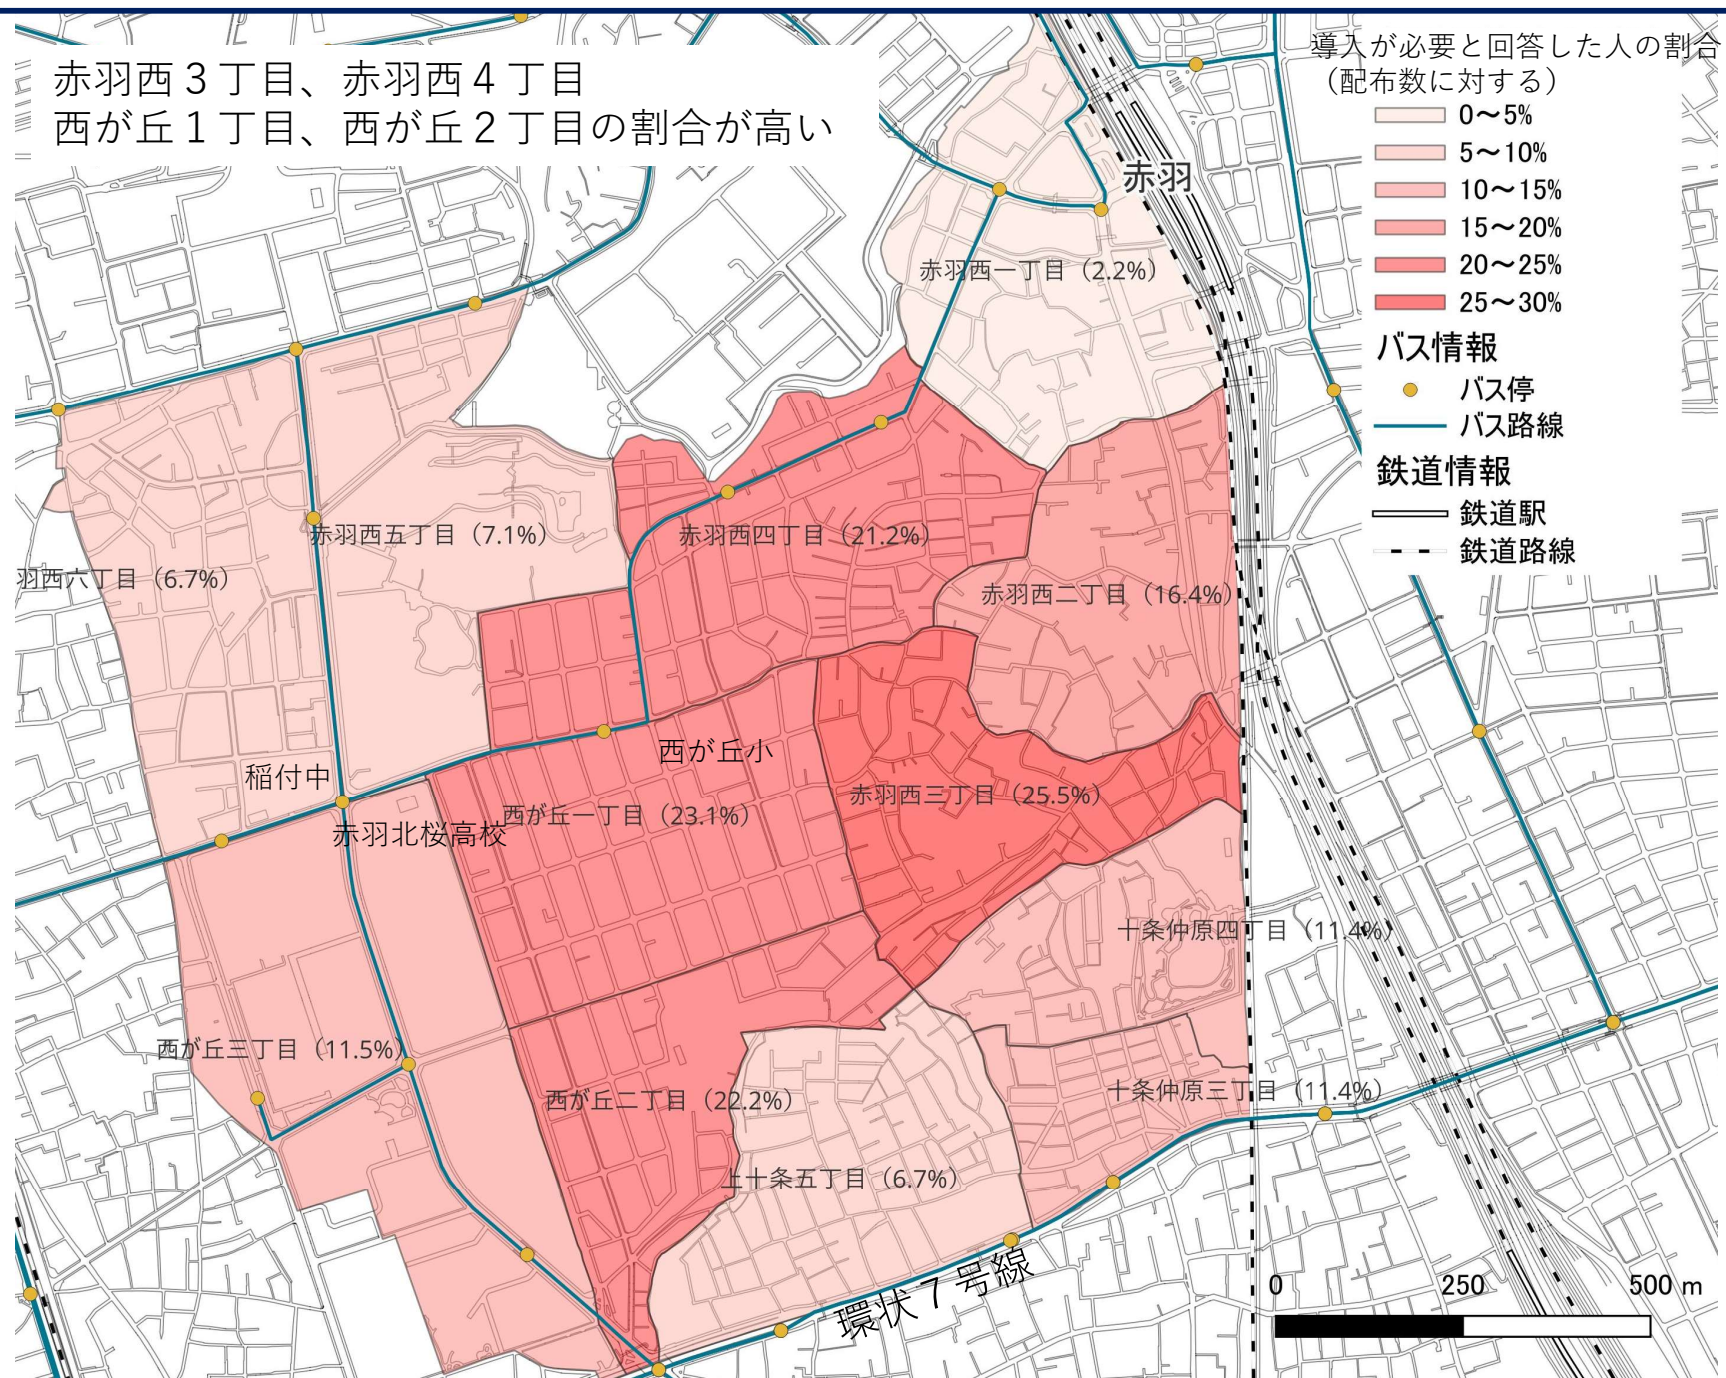 赤羽西３丁目、赤羽西４丁目
西が丘１丁目、西が丘２丁目の割合が高い
導入が必要と回答した人の割合
（配布数に対する）
0～5%
5～10%
10～15%
15～20%
20～25%
25～30%
バス情報
バス停
バス路線
鉄道情報
鉄道駅
鉄道路線
赤羽
赤羽西一丁目（2.2%）
赤羽西五丁目（7.1%）
赤羽西四丁目（21.2%）
羽西六丁目（6.7%）
赤羽西二丁目（16.4%）
西が丘小
稲付中
赤羽西三丁目（25.5%）
西が丘一丁目（23.1%）
赤羽北桜高校
十条仲原四丁目（11.4%）
西が丘三丁目（11.5%）
西が丘二丁目（22.2%）
十条仲原三丁目（11.4%）
上十条五丁目（6.7%）
環状７号線
0 250 500 m